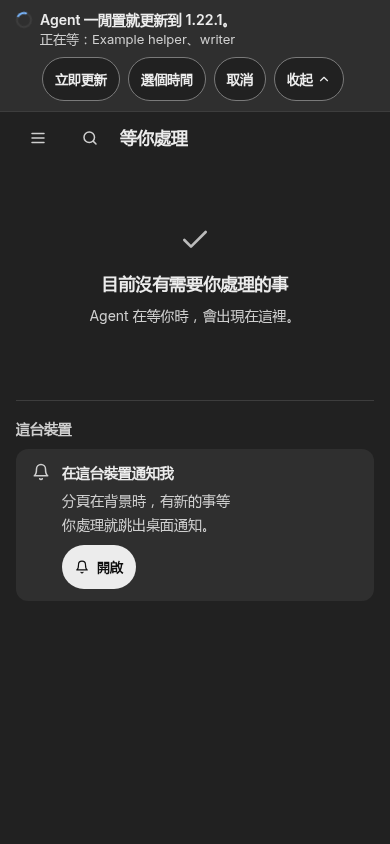 Agent 一閒置就更新到 1.22.1。
正在等：Example helper、writer
立即更新
選個時間
取消
收起
等你處理
目前沒有需要你處理的事
Agent 在等你時，會出現在這裡。
這台裝置
在這台裝置通知我
分頁在背景時，有新的事等
你處理就跳出桌面通知。
開啟